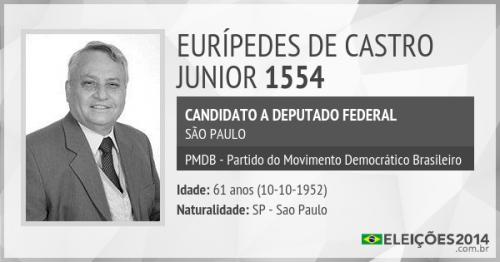 EURÍPEDES DE CASTRO
JUNIOR 1554
CANDIDATO A DEPUTADO FEDERAL
SÃO PAULO
PMDB - Partido do Movimento Democrático Brasileiro
Idade: 61 anos (10-10-1952)
Naturalidade: SP - Sao Paulo
ELEIÇÕES2014
.com.br